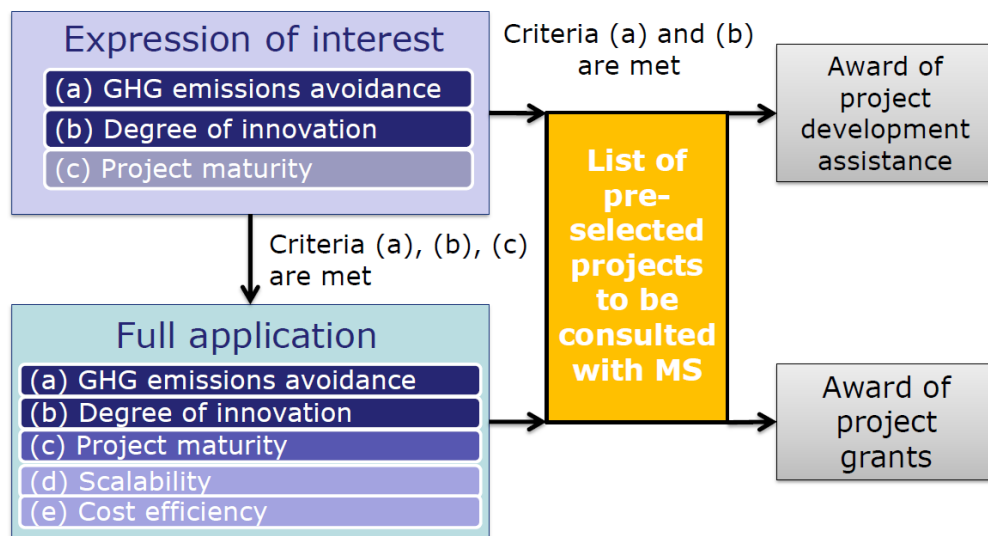 Expression of interest
(a) GHG emissions avoidance
(b) Degree of innovation
(c) Project maturity
Criteria (a) and (b)
are met
Award of
project
development
assistance
List of
pre-
selected
projects
to be
consulted
with MS
Criteria (a), (b), (c)
are met
Full application
(a) GHG emissions avoidance
(b) Degree of innovation
(c) Project maturity
(d) Scalability
(e) Cost efficiency
Award of
project
grants